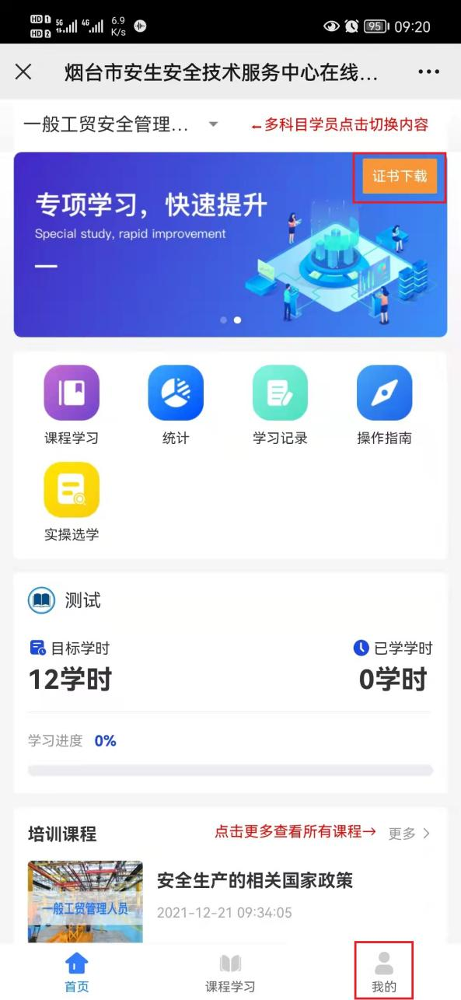 HD 1 5G 4G 6.9
HD 2 K/s
95 09:20
烟台市安生安全技术服务中心在线...
一般工贸安全管理...
←多科目学员点击切换内容
证书下载
专项学习，快速提升
Special study, rapid improvement
课程学习
统计
学习记录
操作指南
实操选学
测试
目标学时
已学学时
12学时
0学时
学习进度 0%
培训课程
点击更多查看所有课程→
更多
一般工贸管理人员
安全生产的相关国家政策
2021-12-21 09:34:05
首页
课程学习
我的